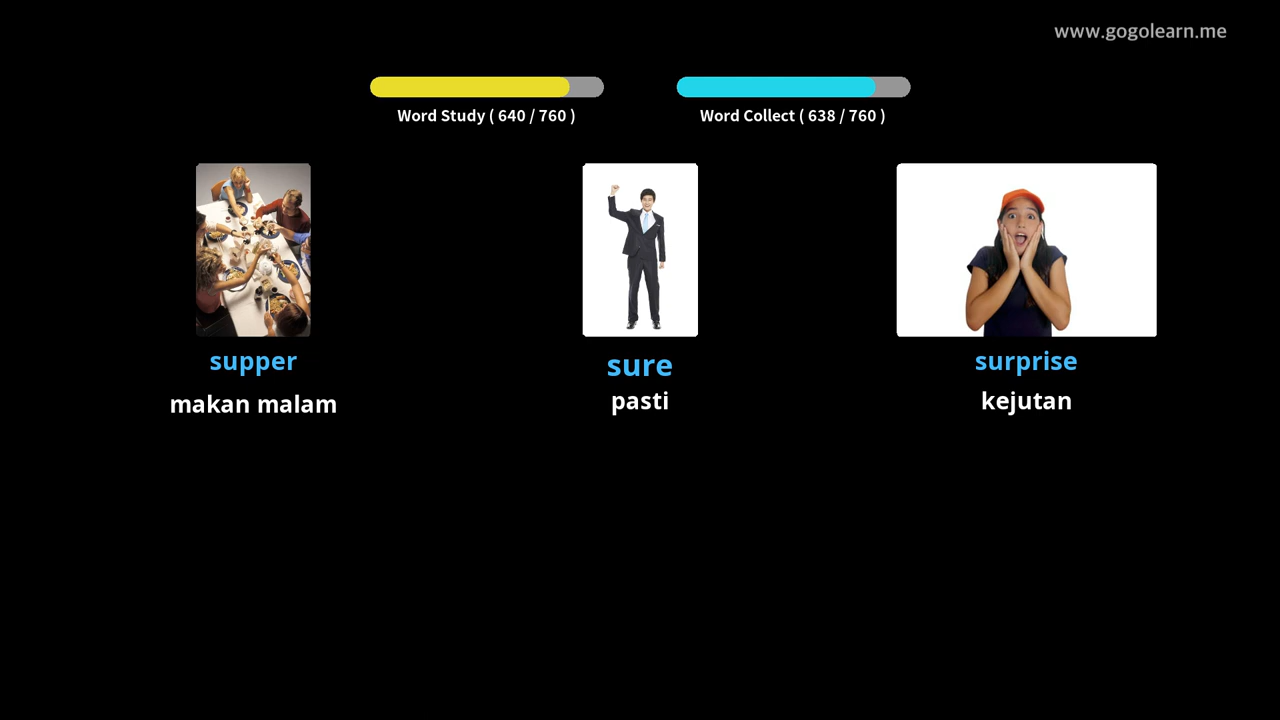 www.gogolearn.me
Word Study ( 640 / 760 )
Word Collect ( 638 / 760 )
supper
makan malam
sure
pasti
surprise
kejutan